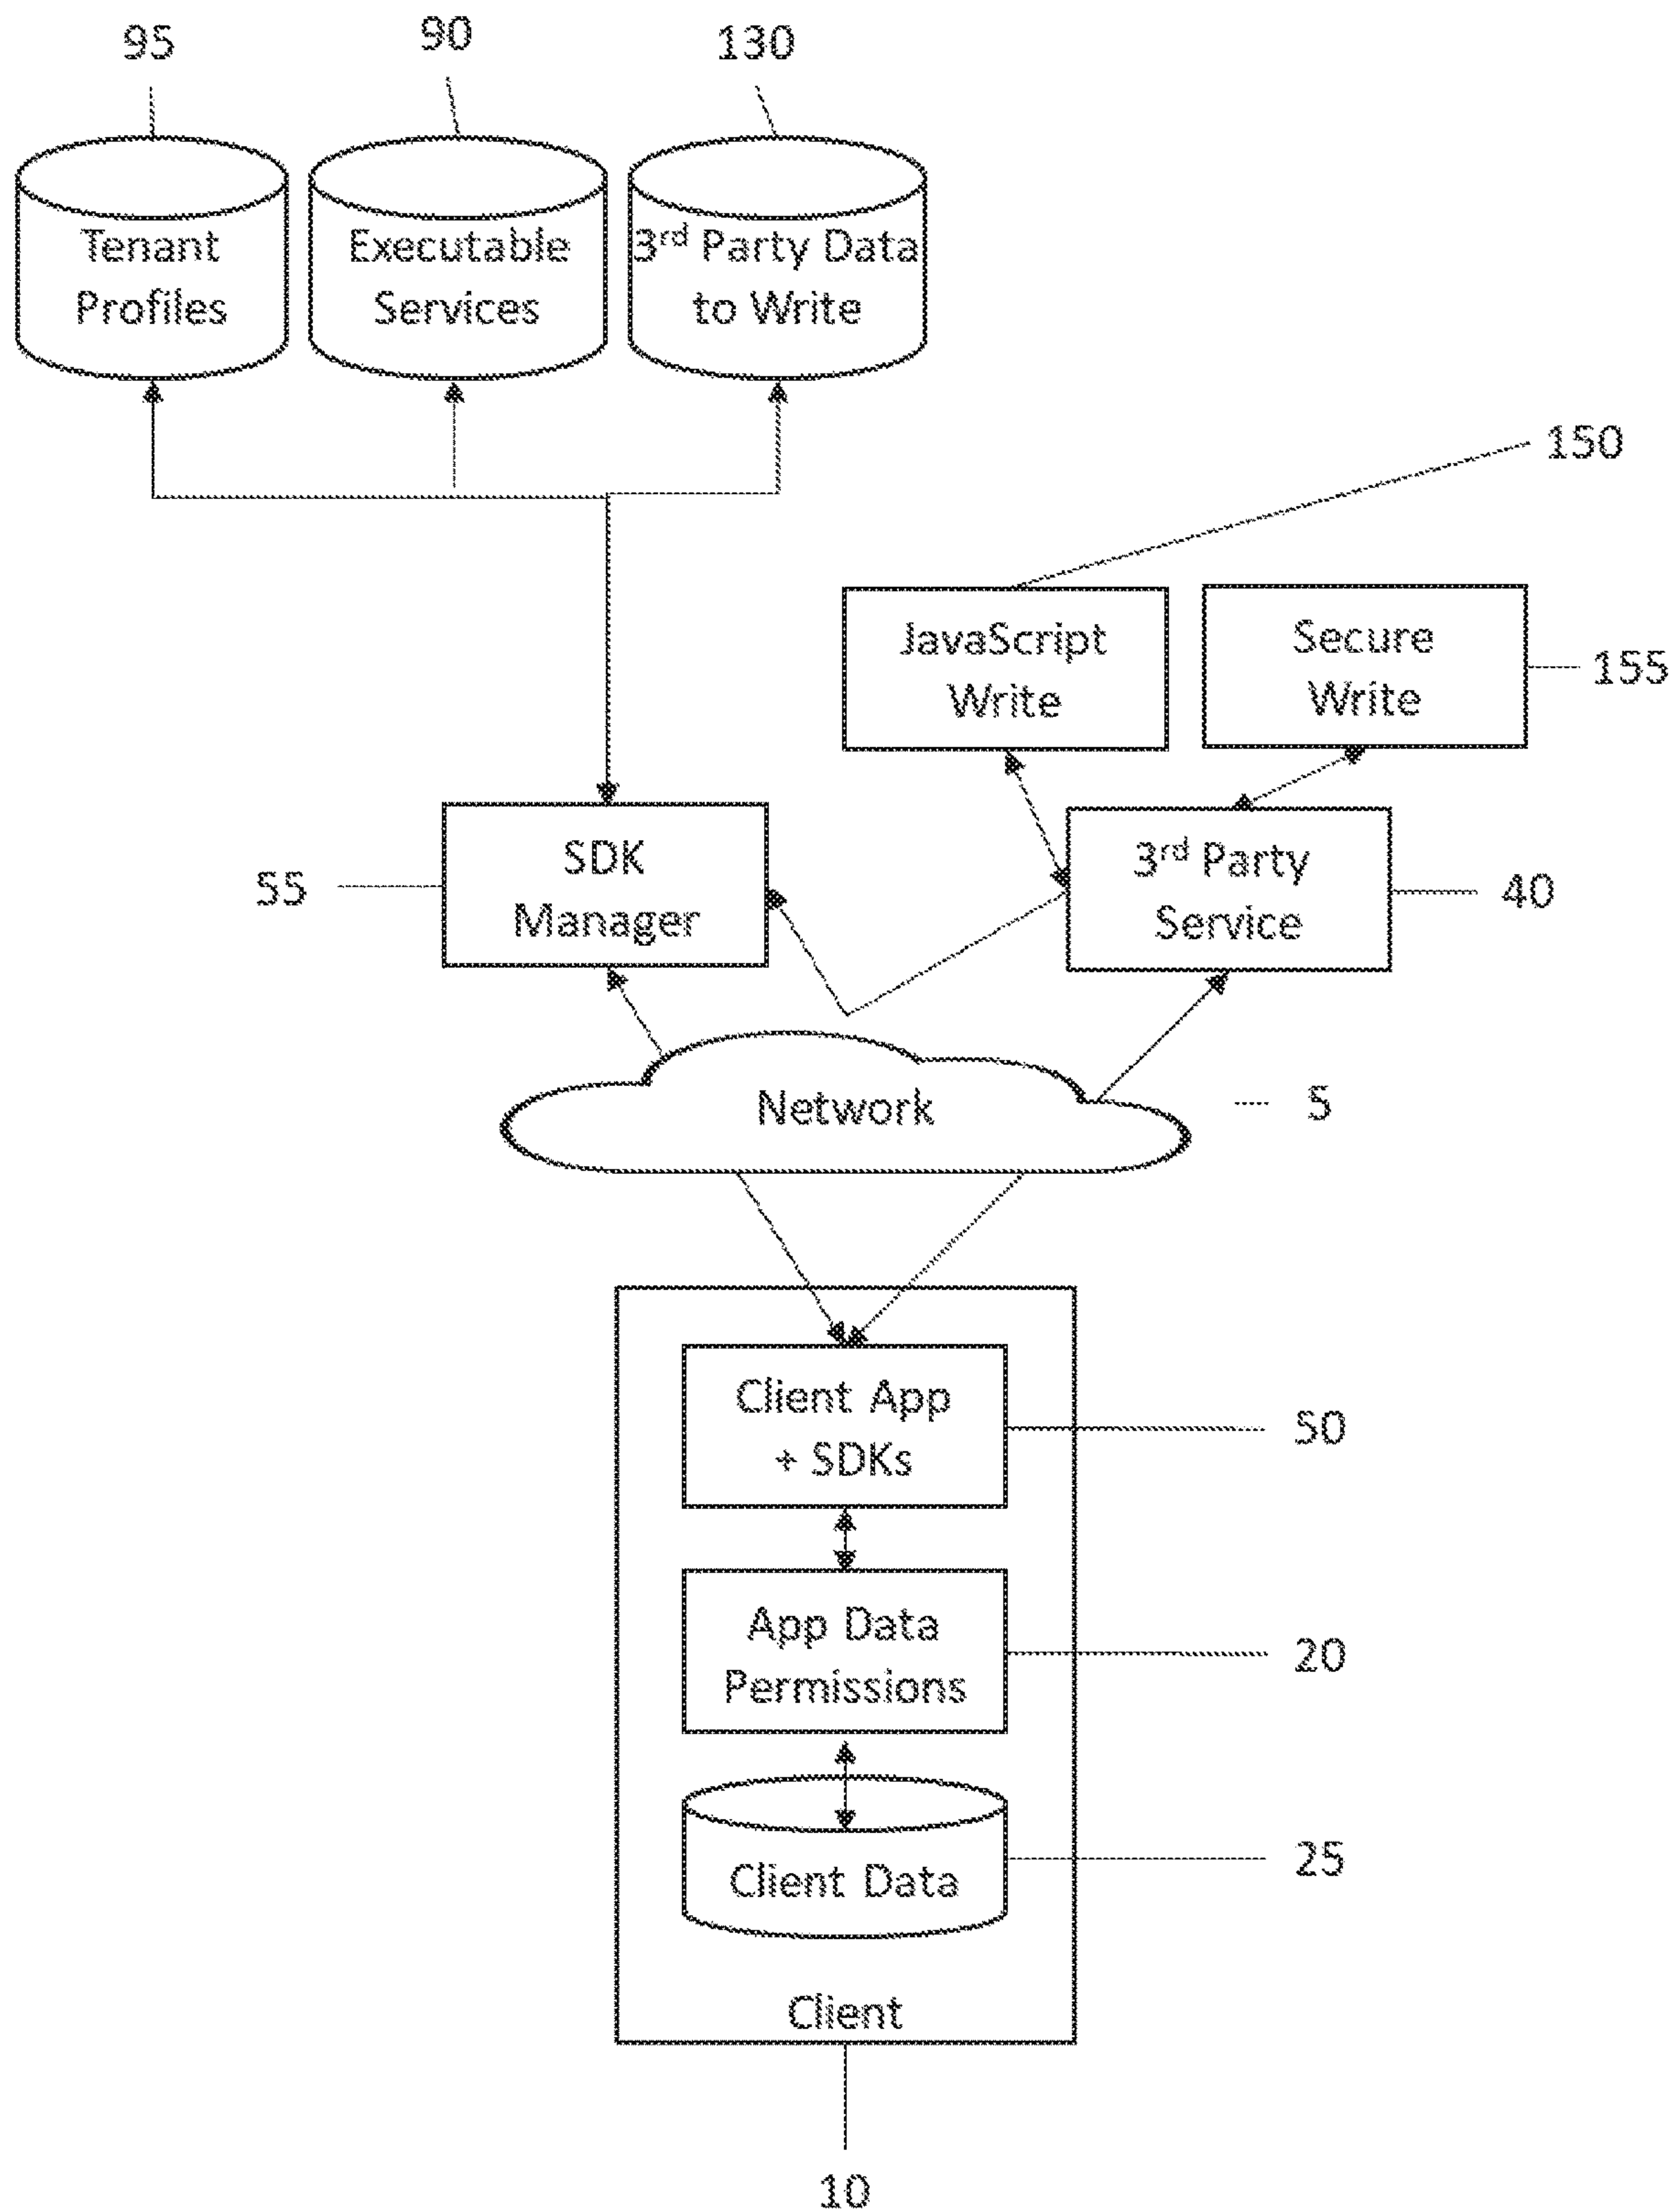 95
90
130
Tenant
Profiles
Executable
Services
3rd Party Data
to Write
150
JavaScript
Write
Secure
Write
155
SDK
Manager
55
3rd Party
Service
40
Network
5
Client App
+ SDKs
50
App Data
Permissions
20
Client Data
25
Client
10